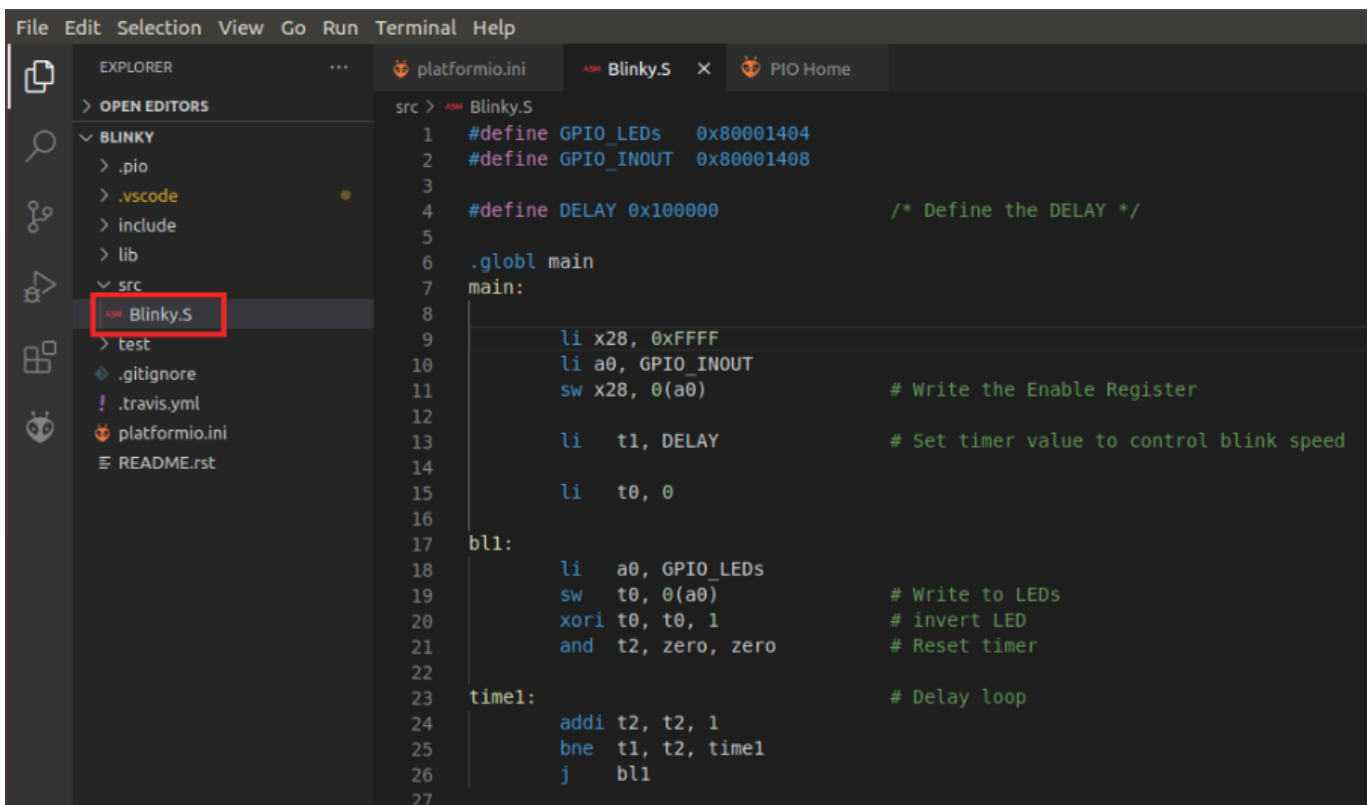 File Edit Selection View Go Run Terminal Help
EXPLORER ...
> OPEN EDITORS
BLINKY
> .pio
> .vscode
> include
> lib
src
ASM Blinky.S
> test
.gitignore
! .travis.yml
platformio.ini
README.rst
platformio.ini ASM Blinky.S × PIO Home
src > ASM Blinky.S
1 #define GPIO_LEDs 0x80001404
2 #define GPIO_INOUT 0x80001408
3
4 #define DELAY 0x100000 /* Define the DELAY */
5
6 .globl main
7 main:
8
9 li x28, 0xFFFF
10 li a0, GPIO_INOUT
11 sw x28, 0(a0) # Write the Enable Register
12
13 li t1, DELAY # Set timer value to control blink speed
14
15 li t0, 0
16
17 bl1:
18 li a0, GPIO_LEDs
19 sw t0, 0(a0) # Write to LEDs
20 xori t0, t0, 1 # invert LED
21 and t2, zero, zero # Reset timer
22
23 time1: # Delay loop
24 addi t2, t2, 1
25 bne t1, t2, time1
26 j bl1
27